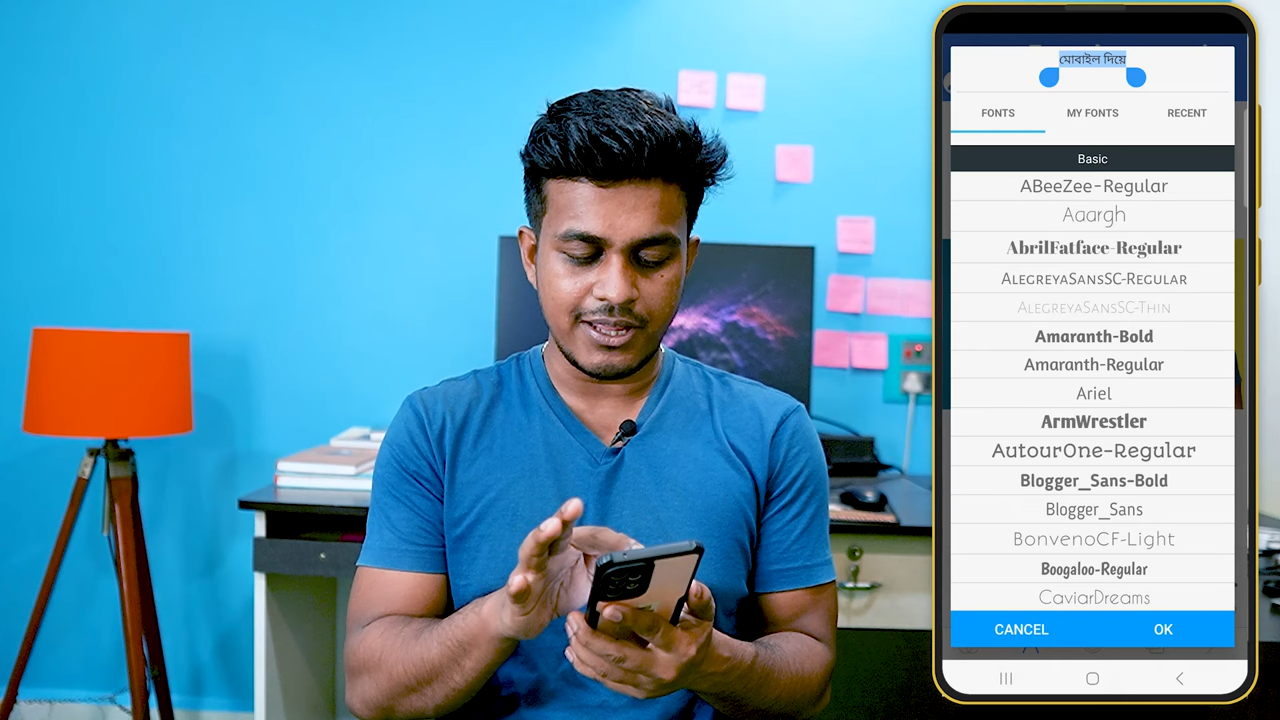 মোবাইল দিয়ে
FONTS MY FONTS RECENT
Basic
ABeeZee-Regular
Aaargh
AbrilFatface-Regular
AlegreyaSansSC-Regular
AlegreyaSansSC-Thin
Amaranth-Bold
Amaranth-Regular
Ariel
ArmWrestler
AutourOne-Regular
Blogger_Sans-Bold
Blogger_Sans
BonvenoCF-Light
Boogaloo-Regular
CaviarDreams
CANCEL OK